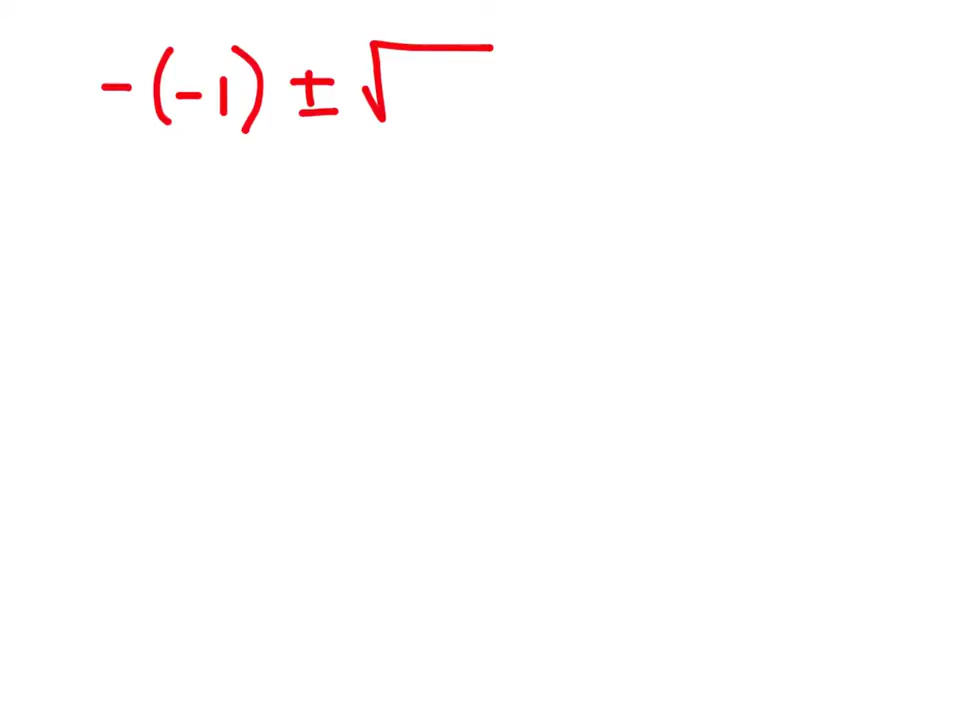 -(-1) ± √